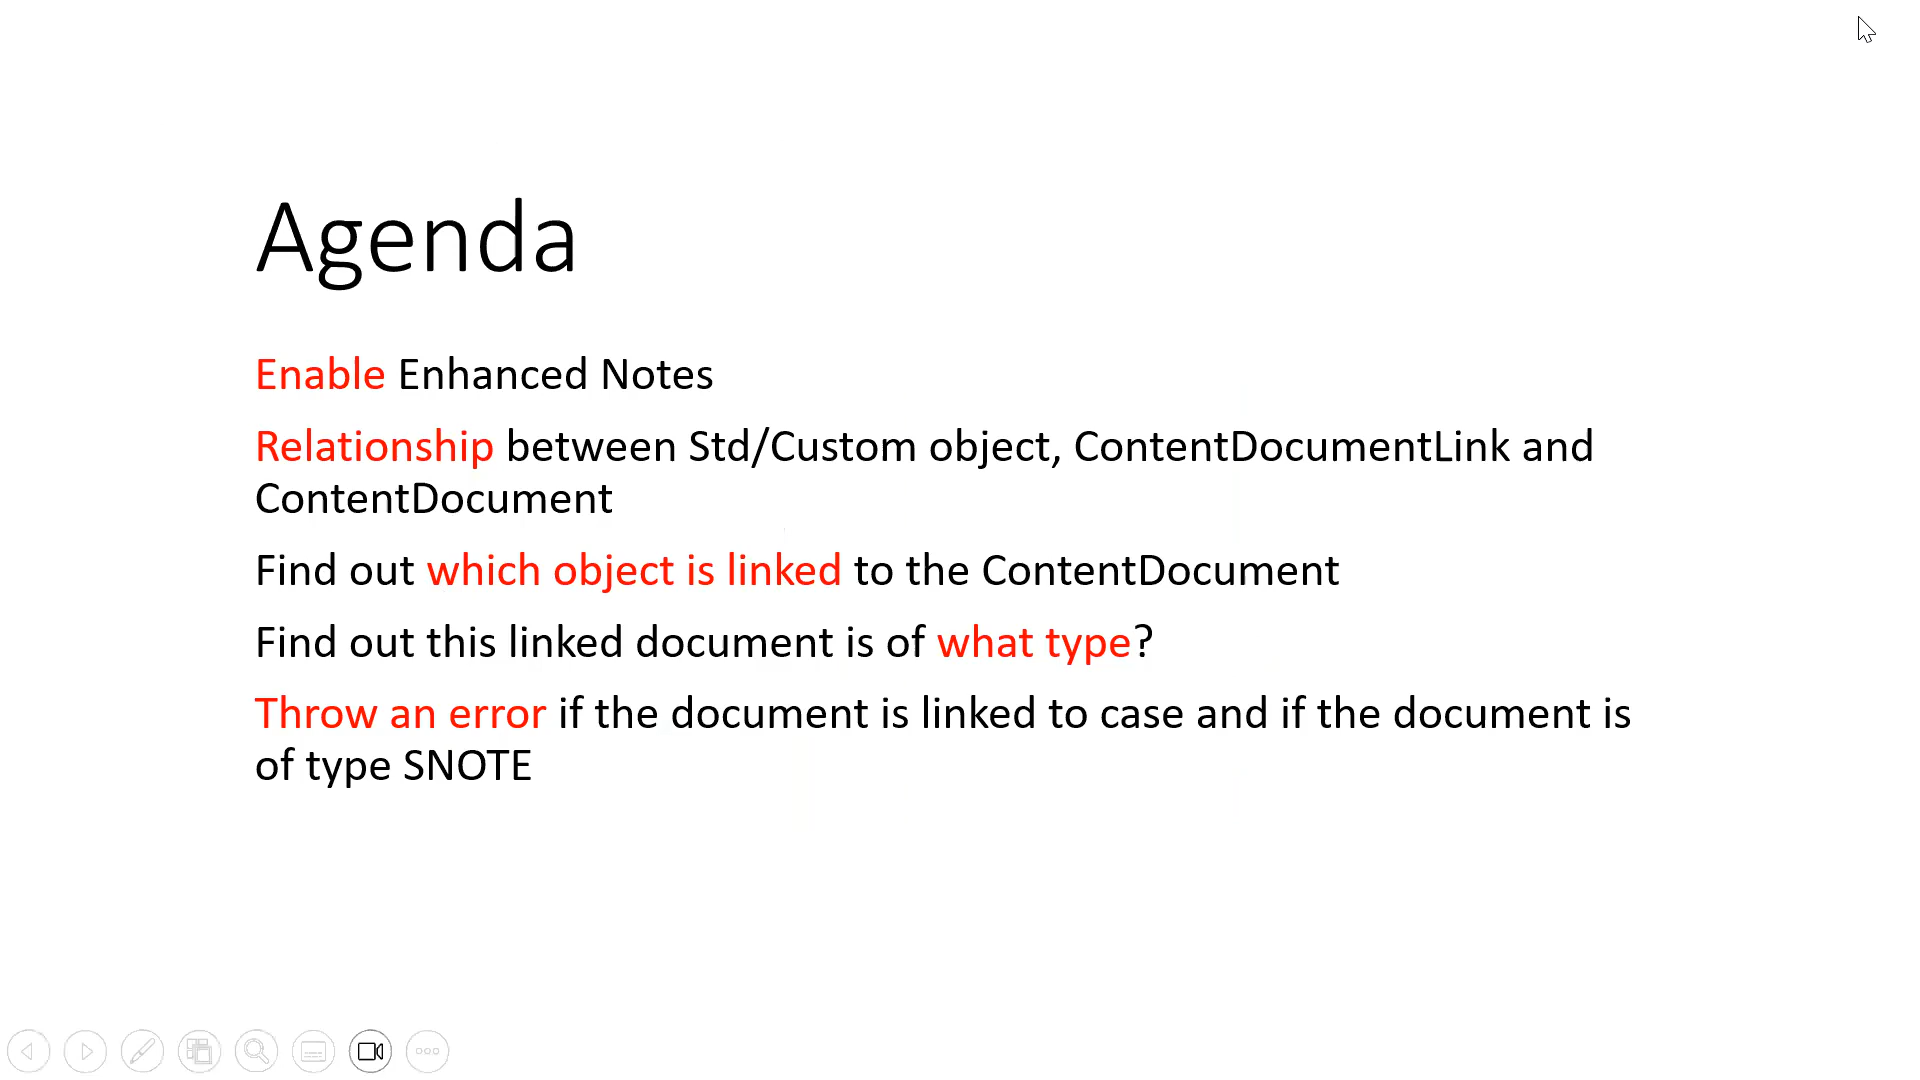 Agenda
Enable Enhanced Notes
Relationship between Std/Custom object, ContentDocumentLink and
ContentDocument
Find out which object is linked to the ContentDocument
Find out this linked document is of what type?
Throw an error if the document is linked to case and if the document is
of type SNOTE